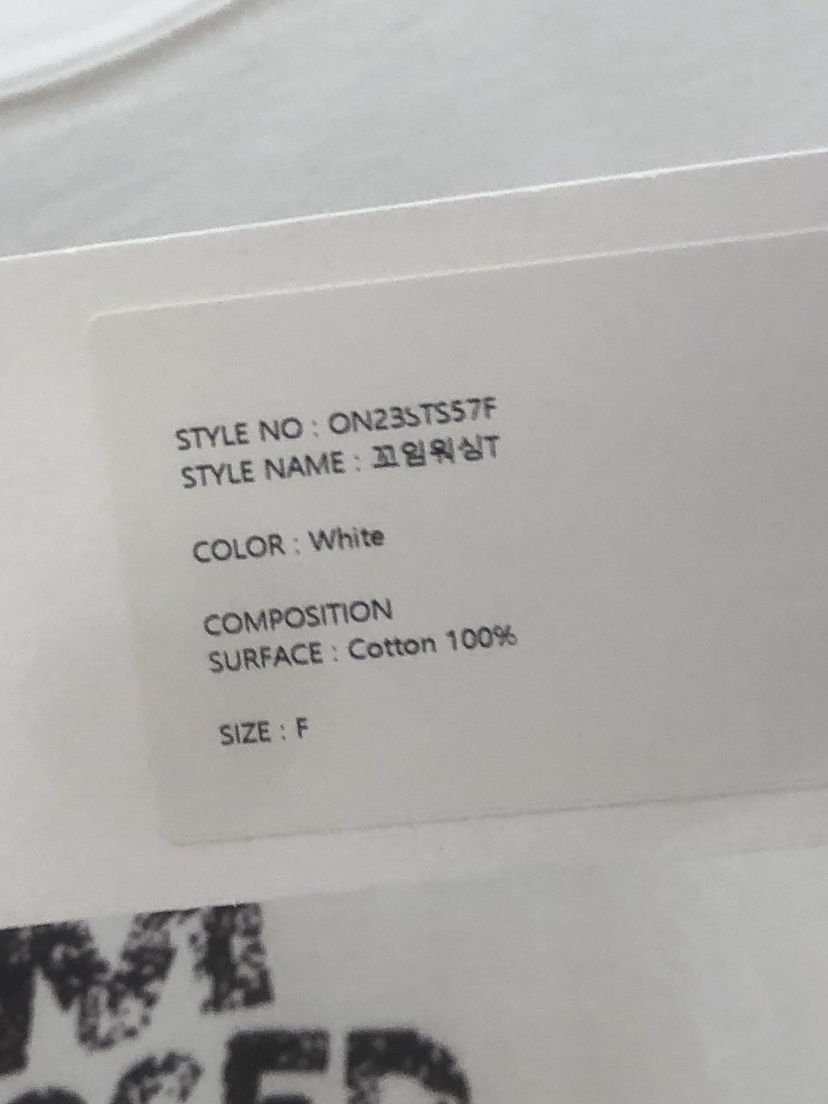 STYLE NO : ON23STS57F
STYLE NAME : 꼬임워싱T
COLOR : White
COMPOSITION
SURFACE : Cotton 100%
SIZE : F